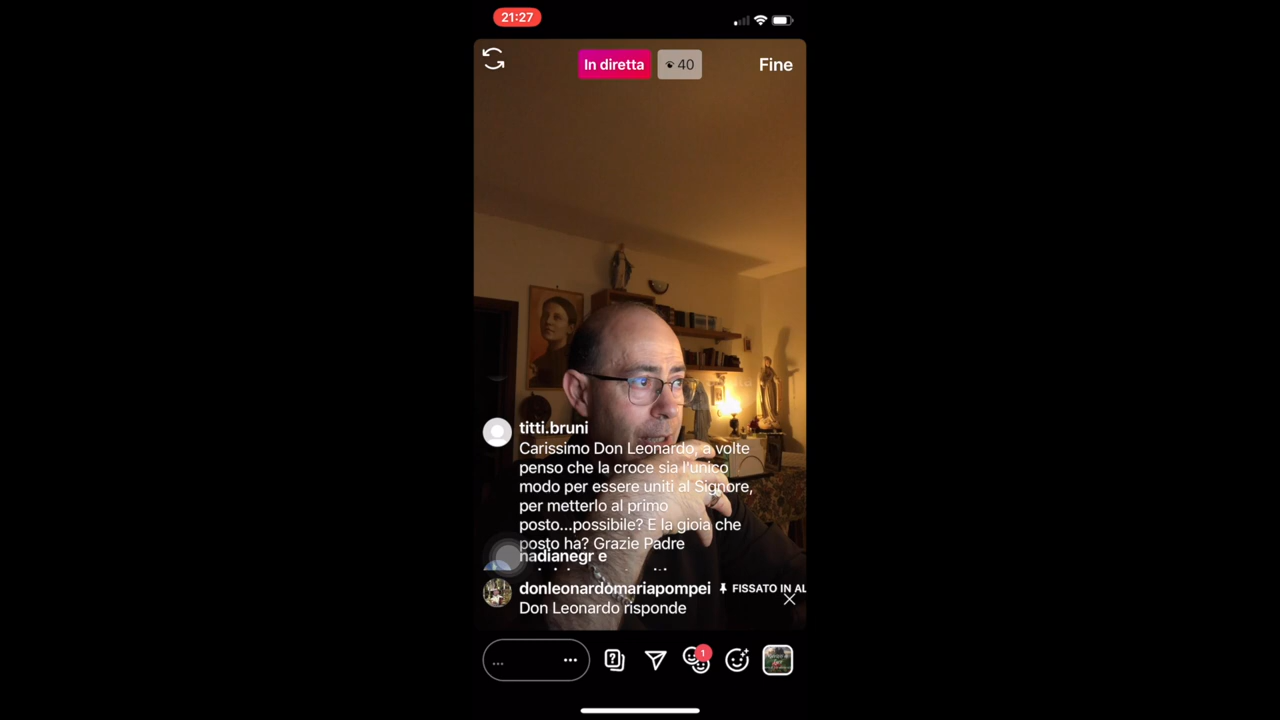 21:27
In diretta
40
Fine
titti.bruni
Carissimo Don Leonardo, a volte
penso che la croce sia l'unico
modo per essere uniti al Signore,
per metterlo al primo
posto...possibile? E la gioia che
posto ha? Grazie Padre
nadianegr e
donleonardomariapompei FISSATO IN AL
Don Leonardo risponde
...
1